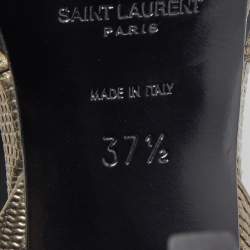 SAINT LAURENT
PARIS
MADE IN ITALY
37½